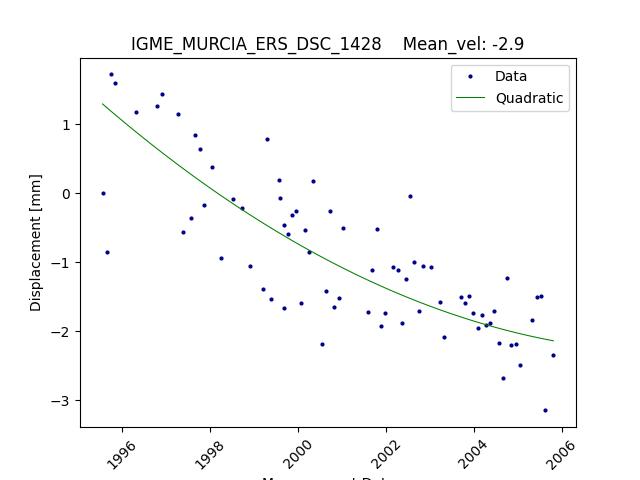 IGME_MURCIA_ERS_DSC_1428    Mean_vel: -2.9
Data
Quadratic
Displacement [mm]
1
0
−1
−2
−3
1996
1998
2000
2002
2004
2006